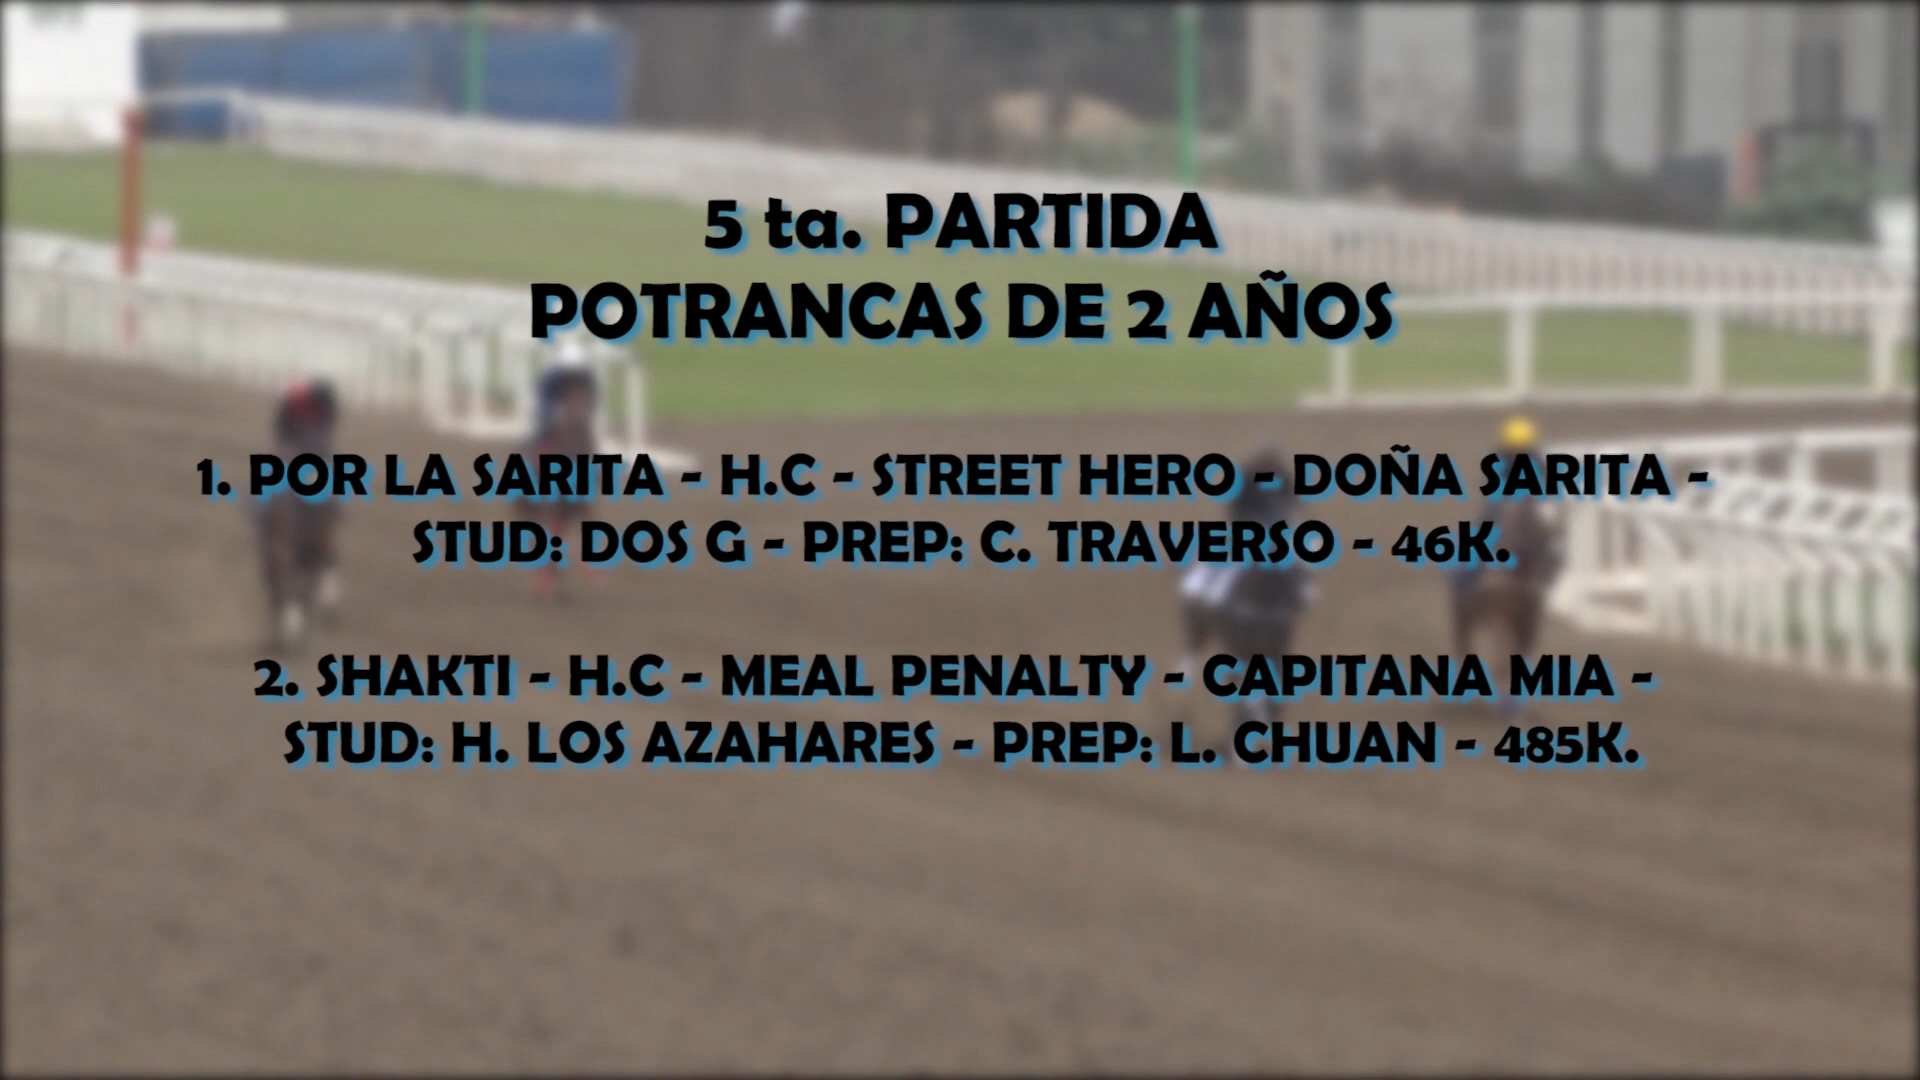 5 ta. PARTIDA
POTRANCAS DE 2 AÑOS
1. POR LA SARITA - H.C - STREET HERO - DOÑA SARITA -
STUD: DOS G - PREP: C. TRAVERSO - 46K.
2. SHAKTI - H.C - MEAL PENALTY - CAPITANA MIA -
STUD: H. LOS AZAHARES - PREP: L. CHUAN - 485K.